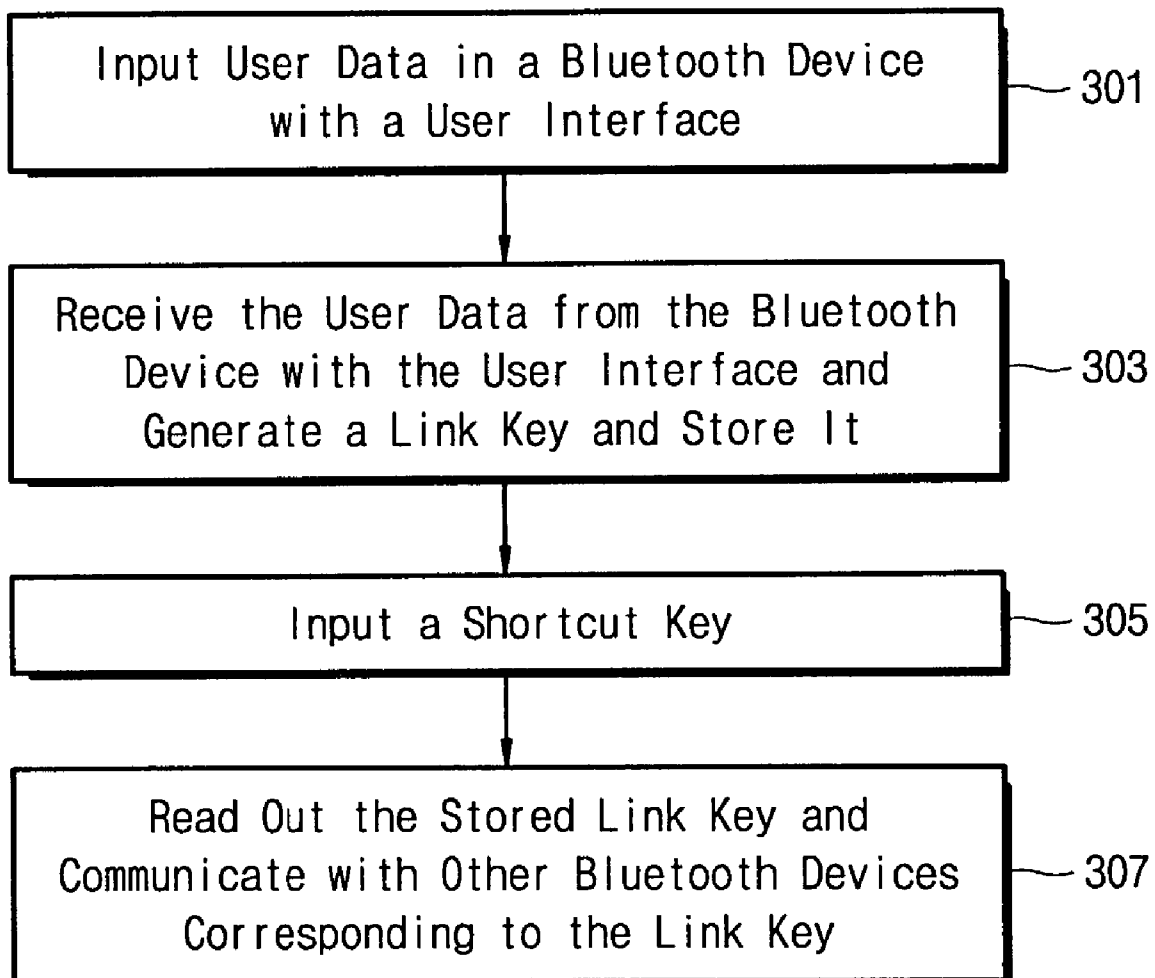 Input User Data in a Bluetooth Device
with a User Interface
301
Receive the User Data from the Bluetooth
Device with the User Interface and
Generate a Link Key and Store It
303
Input a Shortcut Key
305
Read Out the Stored Link Key and
Communicate with Other Bluetooth Devices
Corresponding to the Link Key
307